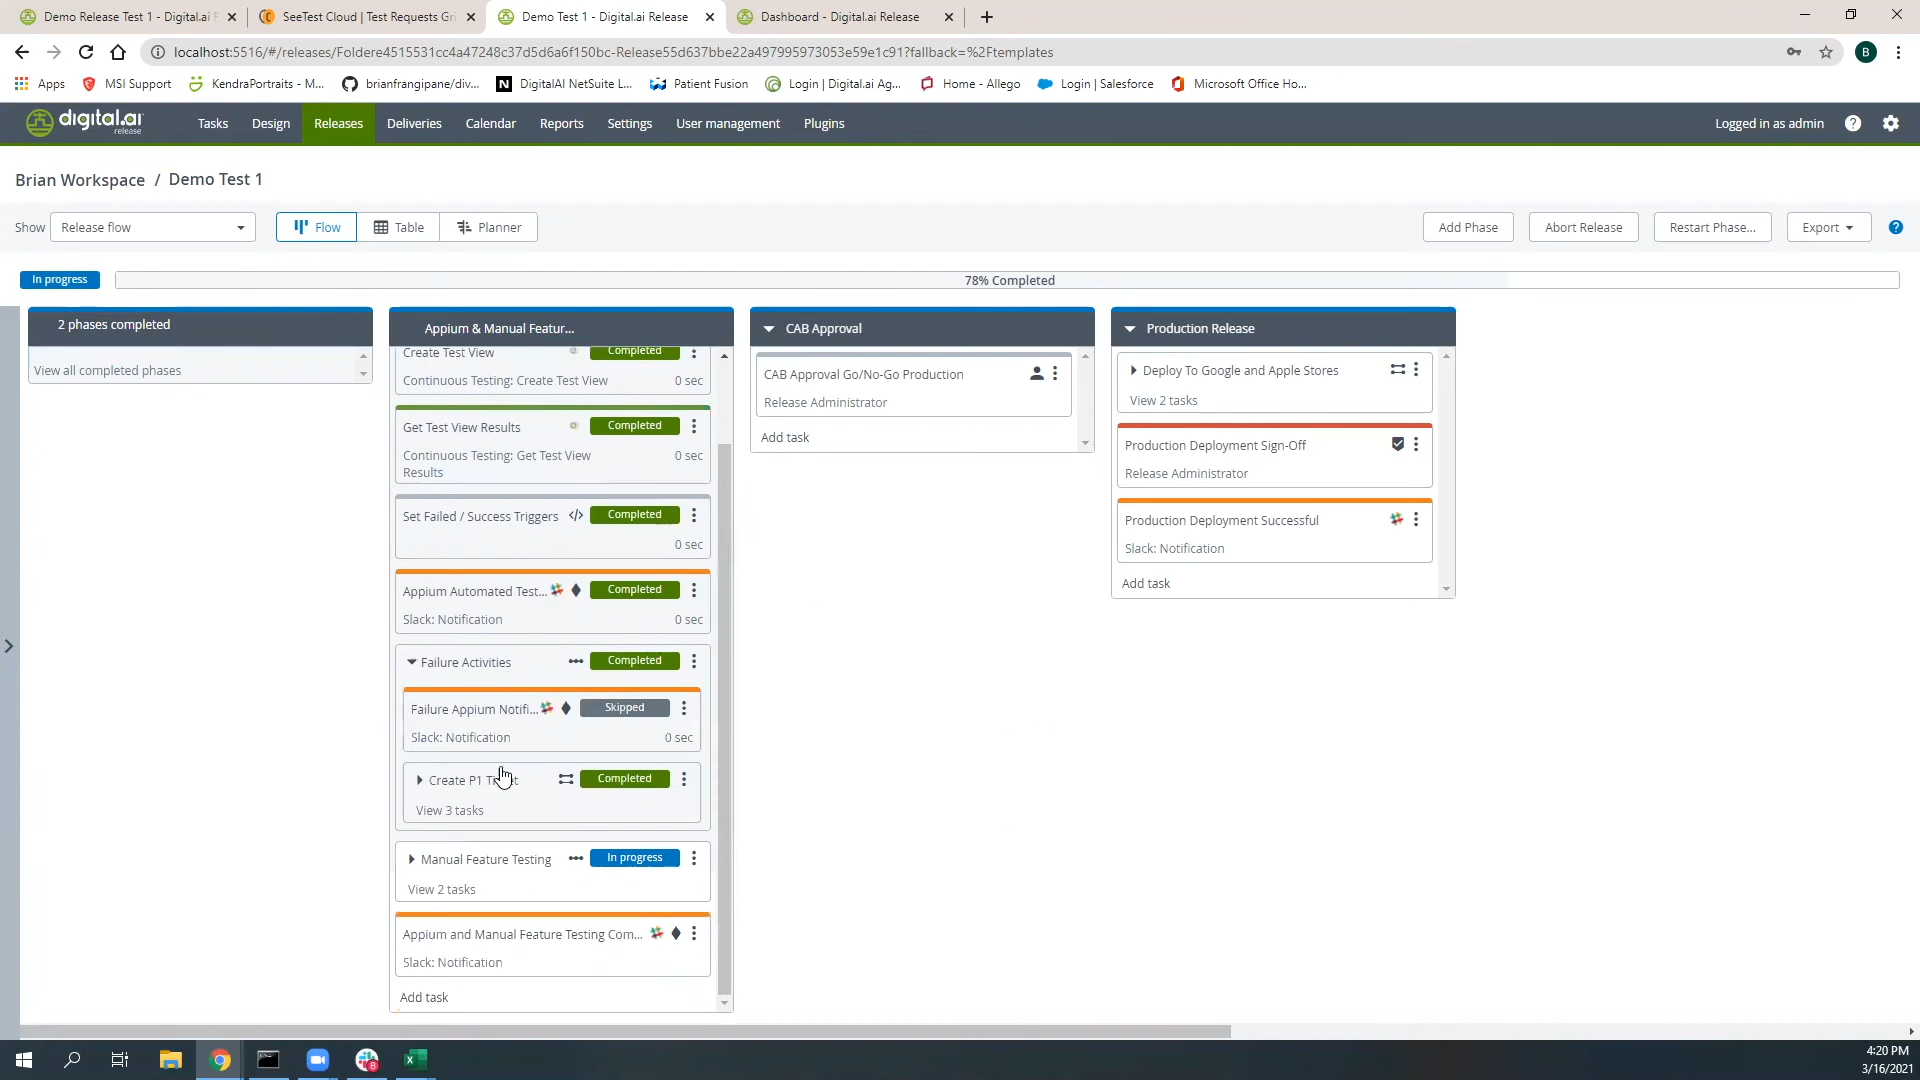 Demo Release Test 1 - Digital.ai F
SeeTest Cloud | Test Requests Gri
Demo Test 1 - Digital.ai Release
Dashboard - Digital.ai Release
localhost:5516/#/releases/Foldere4515531cc4a47248c37d5d6a6f150bc-Release55d637bbe22a497995973053e59e1c91?fallback=%2Ftemplates
B
Apps
MSI Support
KendraPortraits - M...
brianfrangipane/div...
DigitalAI NetSuite L...
Patient Fusion
Login | Digital.ai Ag...
Home - Allego
Login | Salesforce
Microsoft Office Ho...
digital.ai
release
Tasks
Design
Releases
Deliveries
Calendar
Reports
Settings
User management
Plugins
Logged in as admin
Brian Workspace / Demo Test 1
Show
Release flow
Flow
Table
Planner
Add Phase
Abort Release
Restart Phase...
Export
In progress
78% Completed
2 phases completed
View all completed phases
Appium & Manual Featur...
Create Test View
Completed
Continuous Testing: Create Test View
0 sec
Get Test View Results
Completed
Continuous Testing: Get Test View
Results
0 sec
Set Failed / Success Triggers
Completed
0 sec
Appium Automated Test...
Completed
Slack: Notification
0 sec
Failure Activities
Completed
Failure Appium Notifi...
Skipped
Slack: Notification
0 sec
Create P1
Completed
View 3 tasks
Manual Feature Testing
In progress
View 2 tasks
Appium and Manual Feature Testing Com...
Slack: Notification
Add task
CAB Approval
CAB Approval Go/No-Go Production
Release Administrator
Add task
Production Release
Deploy To Google and Apple Stores
View 2 tasks
Production Deployment Sign-Off
Release Administrator
Production Deployment Successful
Slack: Notification
Add task
4:20 PM
3/16/2021